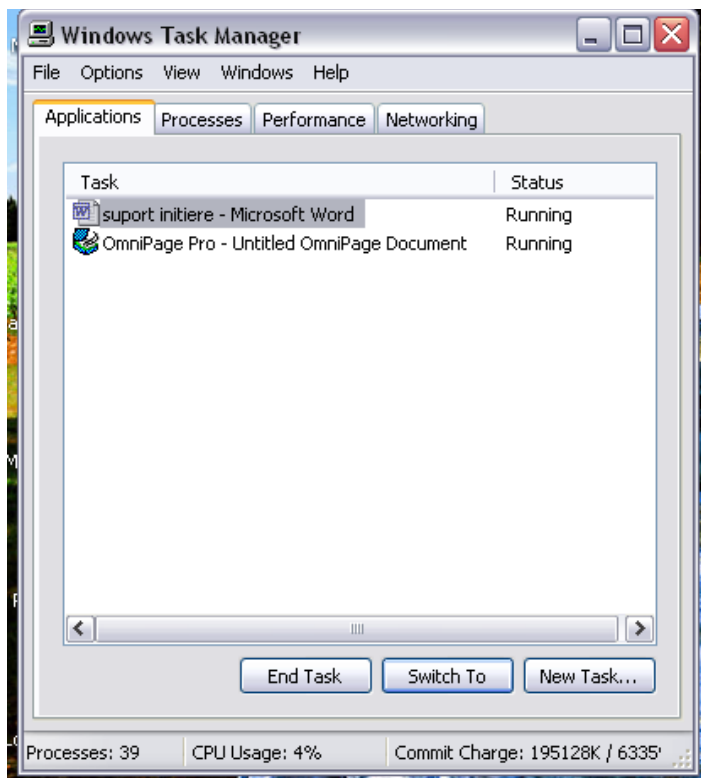 Windows Task Manager
File Options View Windows Help
Applications Processes Performance Networking
Task Status
suport initiere - Microsoft Word Running
OmniPage Pro - Untitled OmniPage Document Running
End Task Switch To New Task...
Processes: 39 CPU Usage: 4% Commit Charge: 195128K / 6335